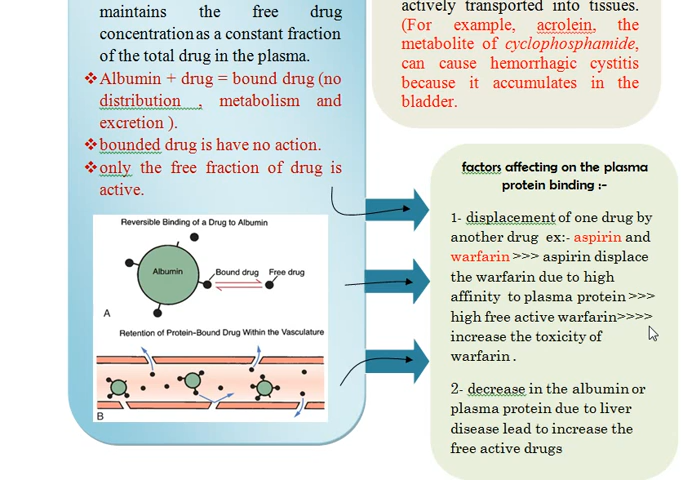 maintains the free drug
concentration as a constant fraction
of the total drug in the plasma.
❖Albumin + drug = bound drug (no
distribution , metabolism and
excretion ).
❖bounded drug is have no action.
❖only the free fraction of drug is
active.
Reversible Binding of a Drug to Albumin
Albumin
Bound drug
Free drug
A
Retention of Protein-Bound Drug Within the Vasculature
B
actively transported into tissues.
(For example, acrolein, the
metabolite of cyclophosphamide,
can cause hemorrhagic cystitis
because it accumulates in the
bladder.
factors affecting on the plasma
protein binding :-
1- displacement of one drug by
another drug ex:- aspirin and
warfarin >>> aspirin displace
the warfarin due to high
affinity to plasma protein >>>
high free active warfarin>>>>
increase the toxicity of
warfarin .
2- decrease in the albumin or
plasma protein due to liver
disease lead to increase the
free active drugs